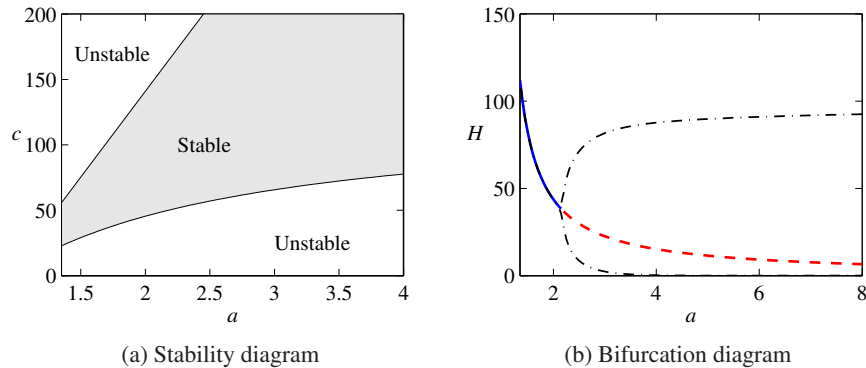 200
150
100
50
0
c
Unstable
Stable
Unstable
1.5 2 2.5 3 3.5 4
a
(a) Stability diagram
150
100
50
0
H
2 4 6 8
a
(b) Bifurcation diagram